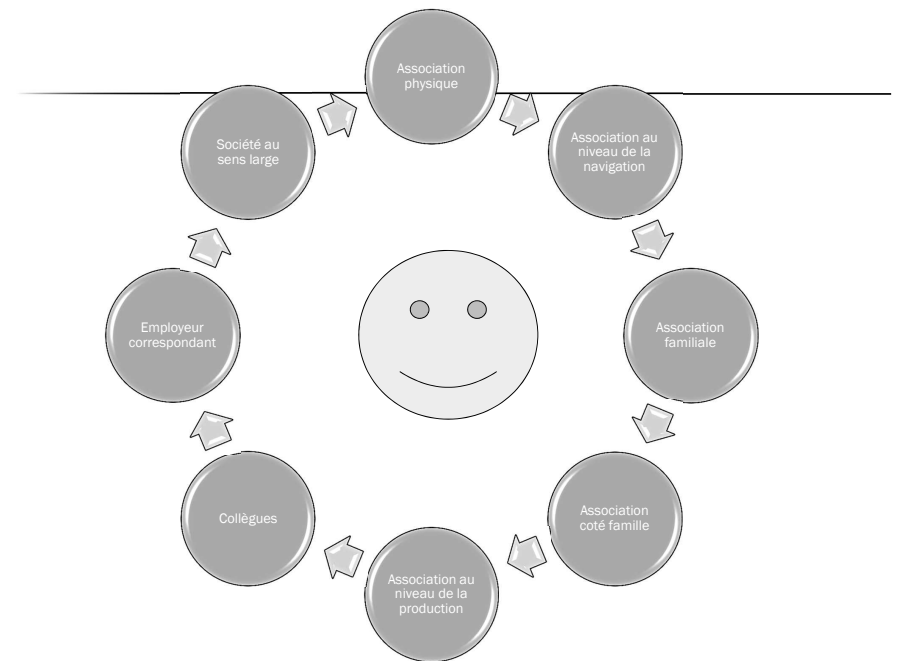 Association
physique
Association au
niveau de la
navigation
Association
familiale
Association
coté famille
Association au
niveau de la
production
Collègues
Employeur
correspondant
Société au
sens large